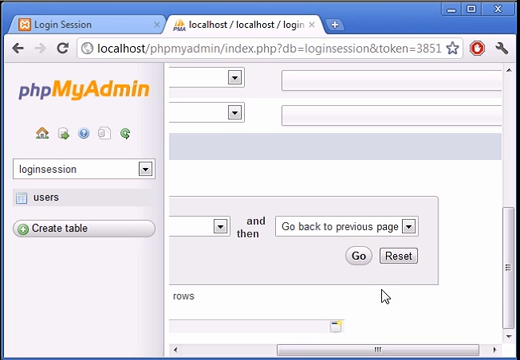 Login Session
localhost / localhost / login
localhost/phpmyadmin/index.php?db=loginsession&token=3851
phpMyAdmin
PMA
loginsession
users
Create table
and
then
Go back to previous page
Go
Reset
rows